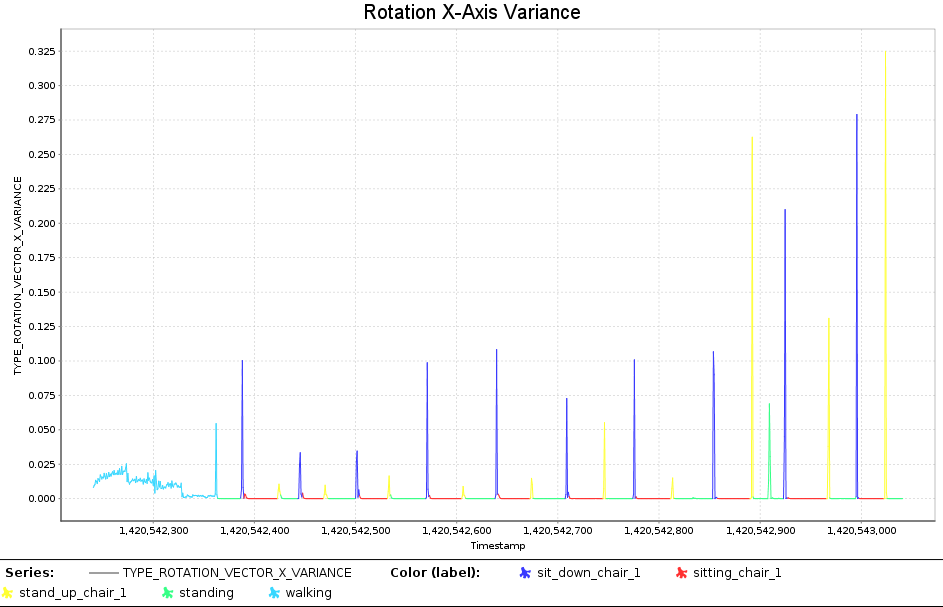 Rotation X-Axis Variance
TYPE_ROTATION_VECTOR_X_VARIANCE
0.325
0.300
0.275
0.250
0.225
0.200
0.175
0.150
0.125
0.100
0.075
0.050
0.025
0.000
1,420,542,300 1,420,542,400 1,420,542,500 1,420,542,600 1,420,542,700 1,420,542,800 1,420,542,900 1,420,543,000
Timestamp
Series: TYPE_ROTATION_VECTOR_X_VARIANCE Color (label): sit_down_chair_1 sitting_chair_1
stand_up_chair_1 standing walking